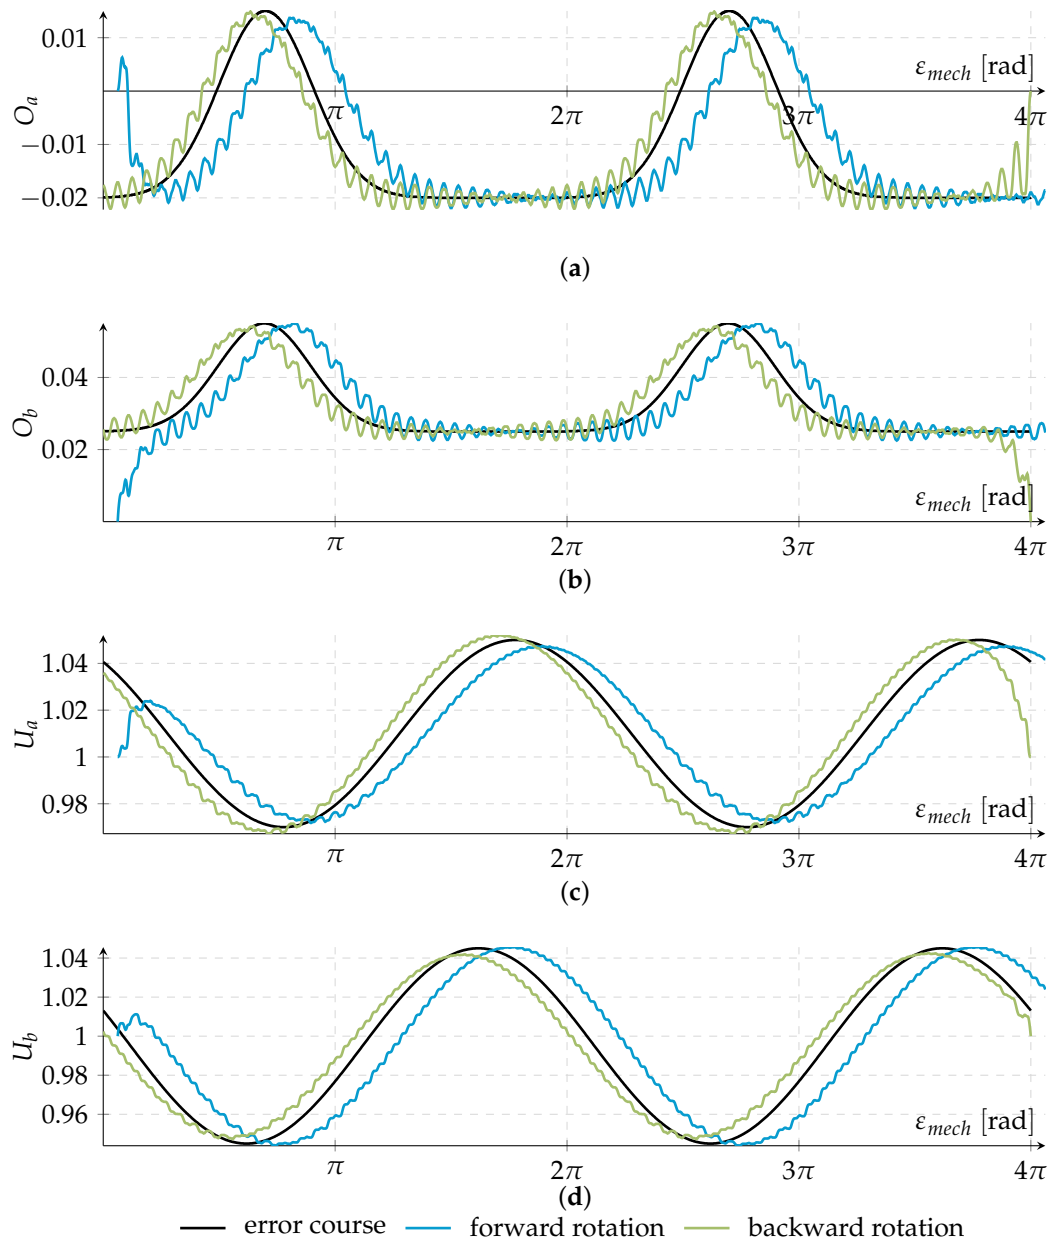 0.01
ε_mech [rad]
O_a
π
2π
3π
4π
−0.01
−0.02
(a)
0.04
O_b
0.02
ε_mech [rad]
π
2π
3π
4π
(b)
1.04
1.02
U_a
1
0.98
ε_mech [rad]
π
2π
3π
4π
(c)
1.04
1.02
U_b
1
0.98
0.96
ε_mech [rad]
π
2π
3π
4π
(d)
error course forward rotation backward rotation